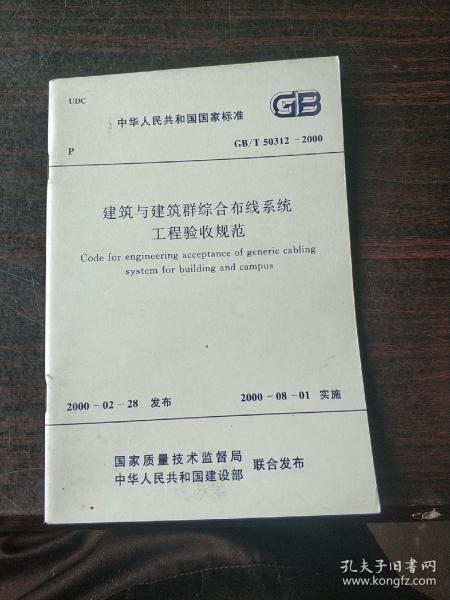 UDC
中华人民共和国国家标准
GB
P
GB/T 50312－2000
建筑与建筑群综合布线系统
工程验收规范
Code for engineering acceptance of generic cabling
system for building and campus
2000－02－28 发布
2000－08－01 实施
国家质量技术监督局
中华人民共和国建设部
联合发布
孔夫子旧书网
www.kongfz.com